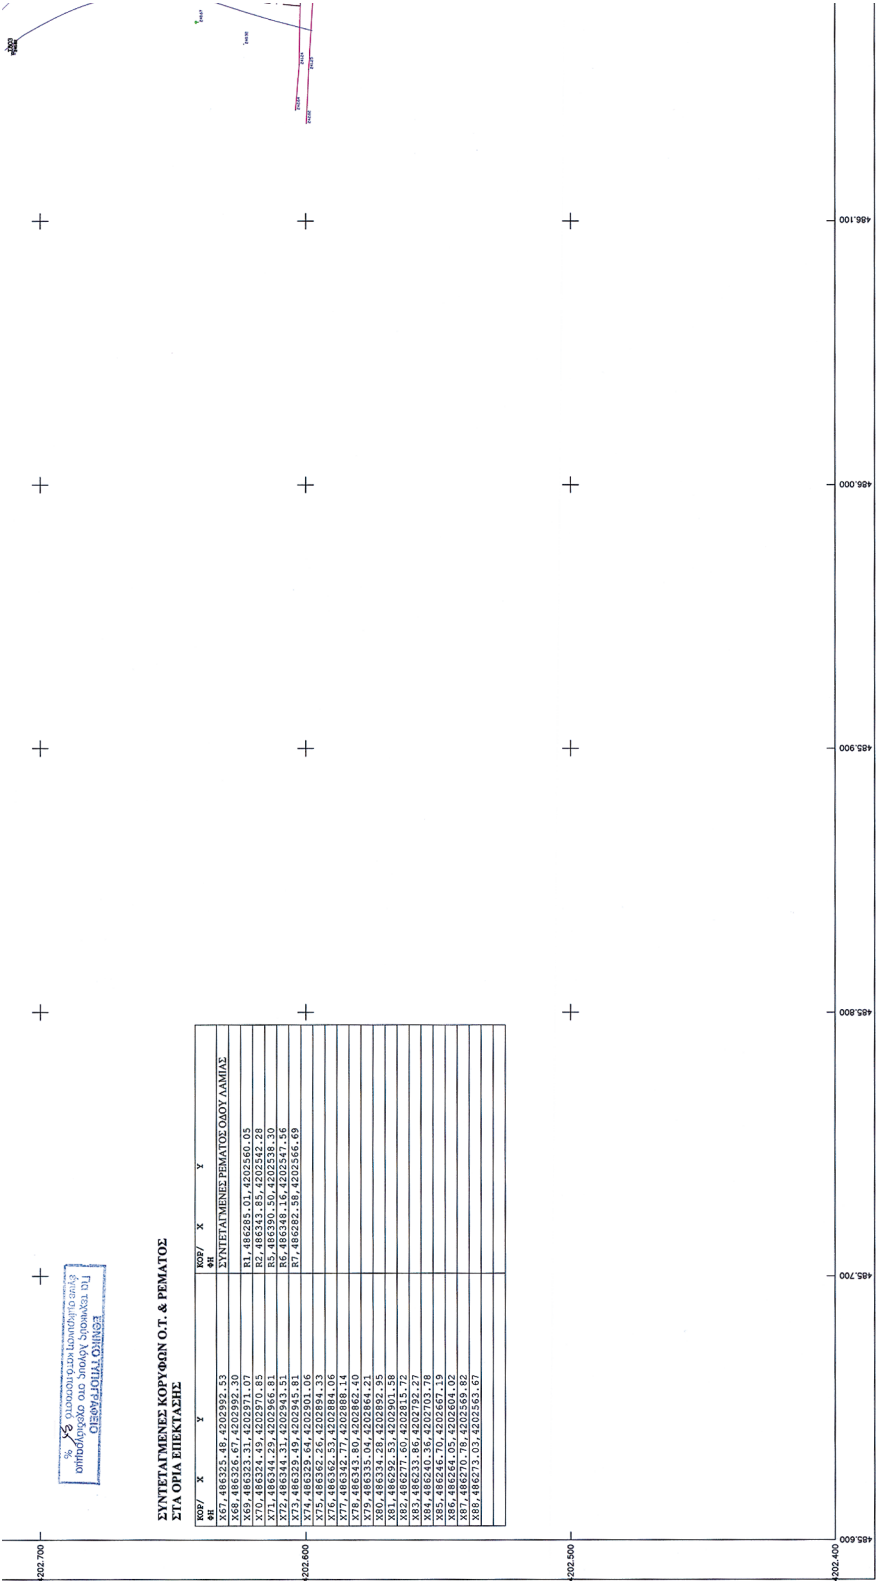 ΣΥΝΤΕΤΑΓΜΕΝΕΣ ΚΟΡΥΦΩΝ Ο.Τ. & ΡΕΜΑΤΟΣ
ΣΤΑ ΟΡΙΑ ΕΠΕΚΤΑΣΗΣ
ΚΟΡ/ΦΗ X Y
X67,486325.48,4202992.53
X68,486326.67,4202992.30
X69,486323.31,4202971.07
X70,486324.49,4202970.85
X71,486344.29,4202966.81
X72,486344.31,4202943.51
X73,486329.49,4202945.81
X74,486329.64,4202901.06
X75,486362.26,4202894.33
X76,486362.53,4202884.06
X77,486342.77,4202888.14
X78,486343.80,4202862.40
X79,486335.04,4202864.21
X80,486334.28,4202892.95
X81,486292.53,4202901.58
X82,486277.60,4202815.72
X83,486233.86,4202792.27
X84,486240.36,4202703.78
X85,486246.70,4202667.19
X86,486264.05,4202604.02
X87,486270.78,4202569.82
X88,486273.03,4202563.67
ΚΟΡ/ΦΗ X Y
ΣΥΝΤΕΤΑΓΜΕΝΕΣ ΡΕΜΑΤΟΣ ΟΔΟΥ ΛΑΜΙΑΣ
R1,486285.01,4202560.05
R2,486343.85,4202542.28
R5,486390.50,4202538.30
R6,486348.16,4202547.56
R7,486282.58,4202566.69
ΕΘΝΙΚΟ ΤΥΠΟΓΡΑΦΕΙΟ
Για τεχνικούς λόγους στο σχεδιάγραμμα
έγινε σμίκρυνση κατά ποσοστό %
4202.700
4202.600
4202.500
4202.400
485.600
485.700
485.800
485.900
486.000
486.100